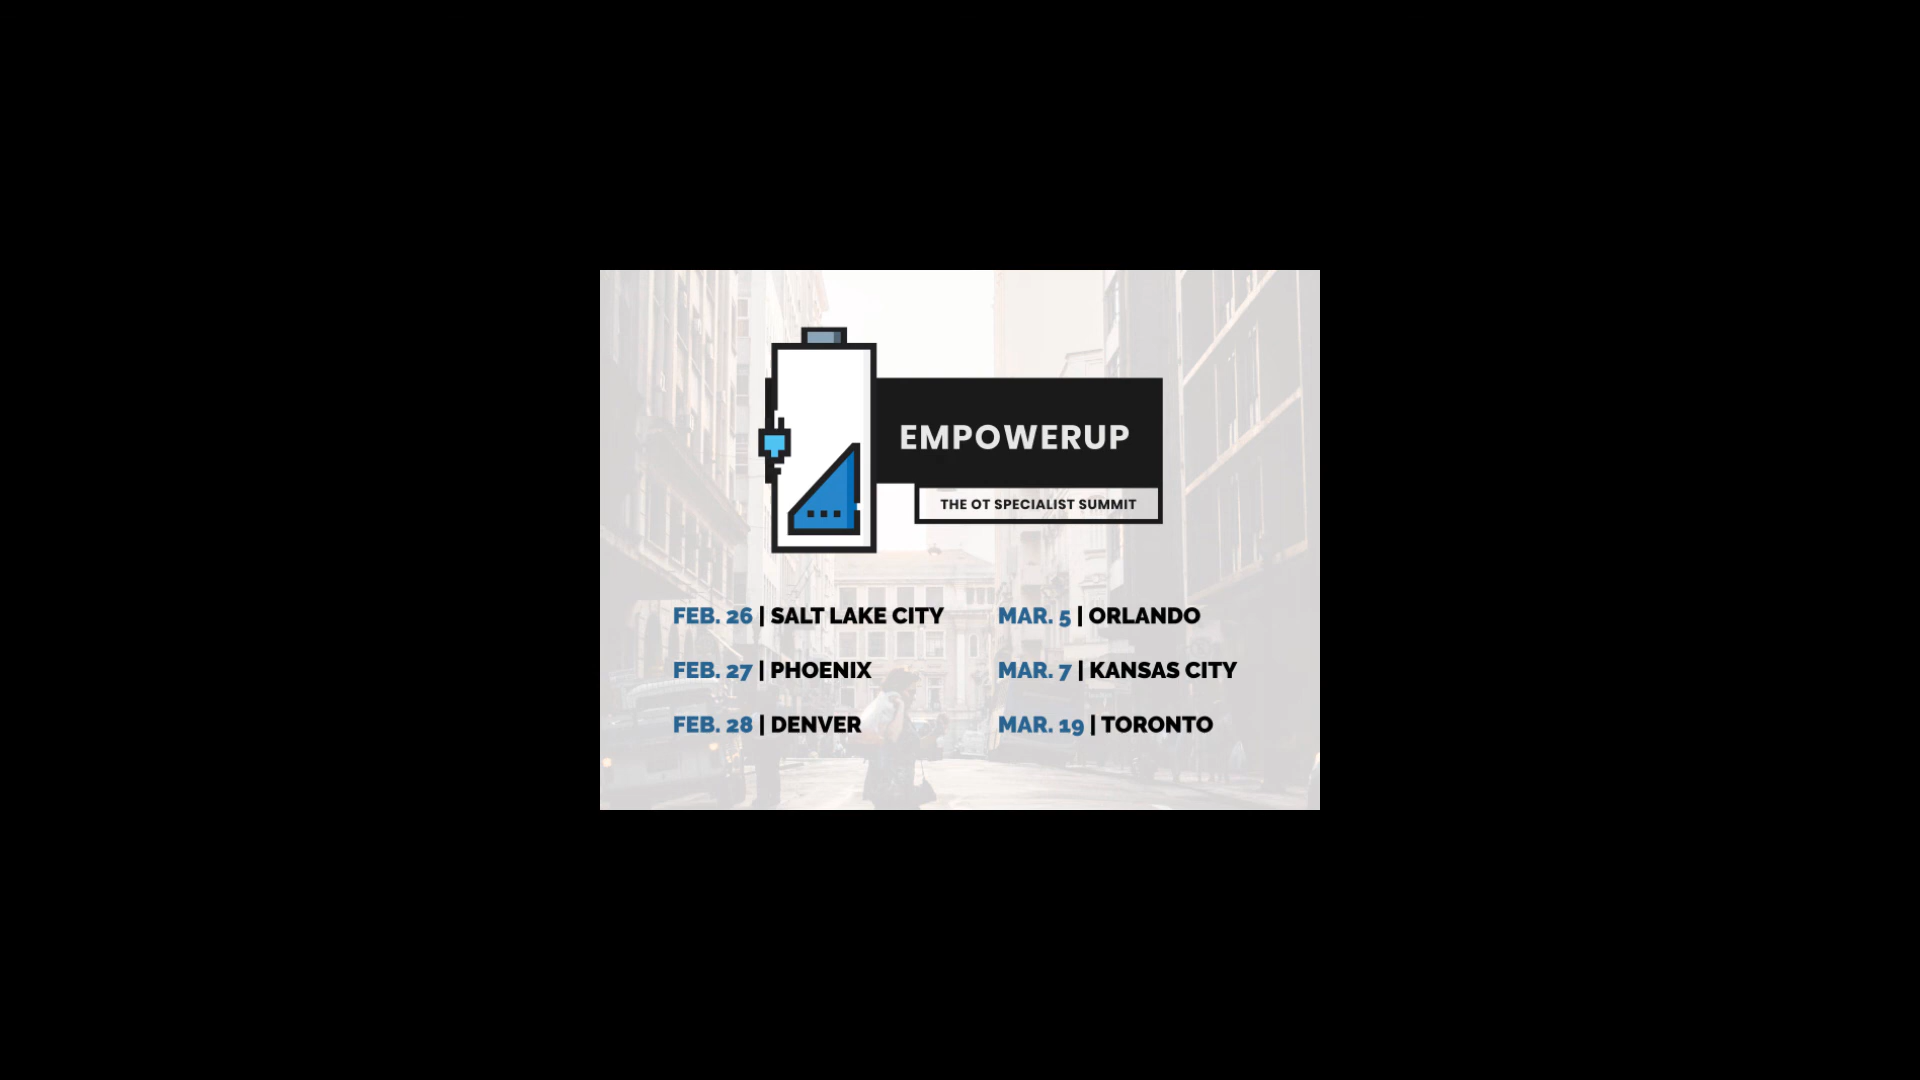 EMPOWERUP
THE OT SPECIALIST SUMMIT
FEB. 26 | SALT LAKE CITY
FEB. 27 | PHOENIX
FEB. 28 | DENVER
MAR. 5 | ORLANDO
MAR. 7 | KANSAS CITY
MAR. 19 | TORONTO